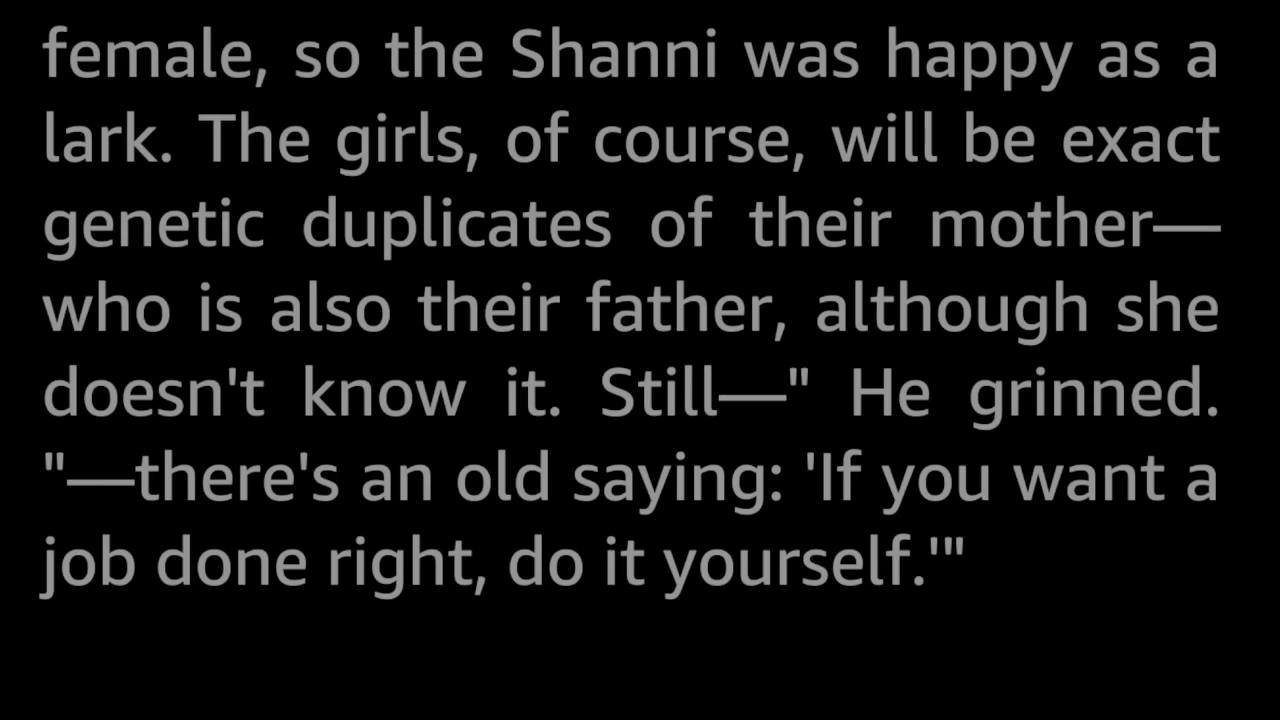 female, so the Shanni was happy as a
lark. The girls, of course, will be exact
genetic duplicates of their mother—
who is also their father, although she
doesn't know it. Still—" He grinned.
"—there's an old saying: 'If you want a
job done right, do it yourself.'"